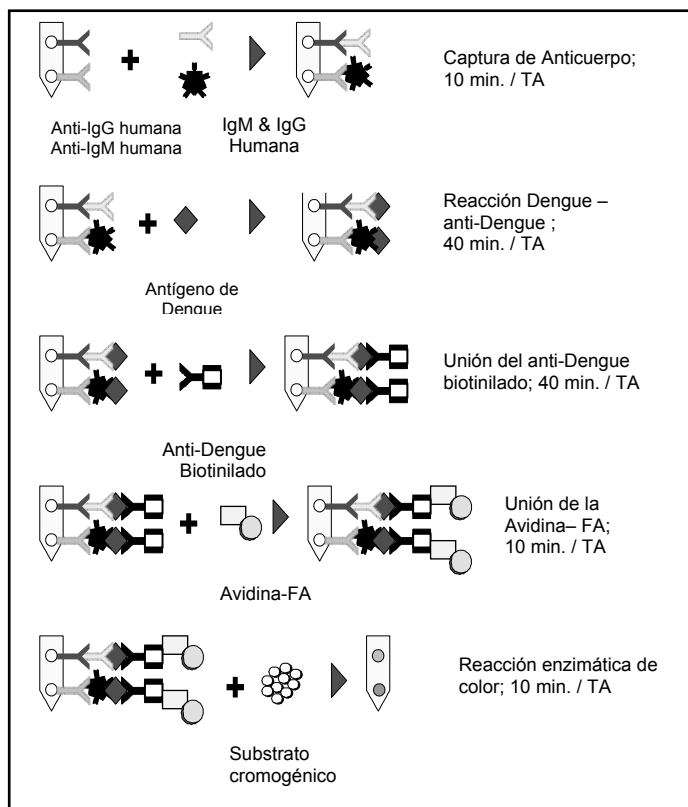 Captura de Anticuerpo;
10 min. / TA
Anti-IgG humana
Anti-IgM humana
IgM & IgG
Humana
Reacción Dengue –
anti-Dengue ;
40 min. / TA
Antígeno de
Dengue
Unión del anti-Dengue
biotinilado; 40 min. / TA
Anti-Dengue
Biotinilado
Unión de la
Avidina– FA;
10 min. / TA
Avidina-FA
Reacción enzimática de
color; 10 min. / TA
Substrato
cromogénico